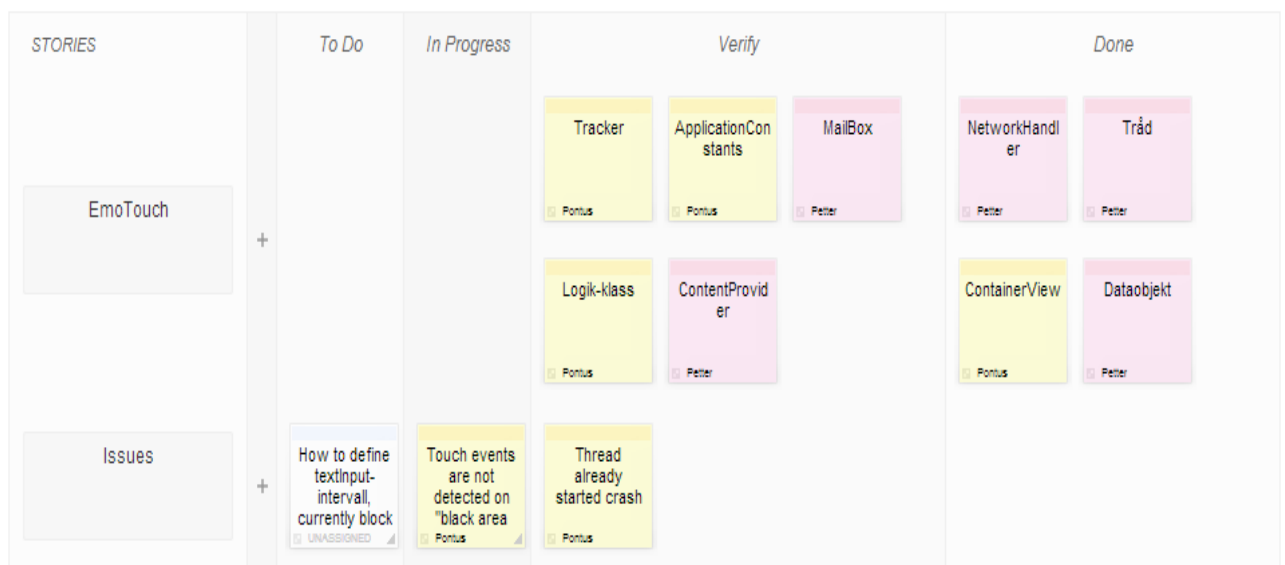 STORIES
To Do
In Progress
Verify
Done
EmoTouch
+
Tracker
Pontus
ApplicationCon
stants
Pontus
MailBox
Petter
NetworkHandl
er
Petter
Tråd
Petter
Logik-klass
Pontus
ContentProvid
er
Petter
ContainerView
Pontus
Dataobjekt
Petter
Issues
+
How to define
textInput-
intervall,
currently block
UNASSIGNED
Touch events
are not
detected on
"black area
Pontus
Thread
already
started crash
Pontus